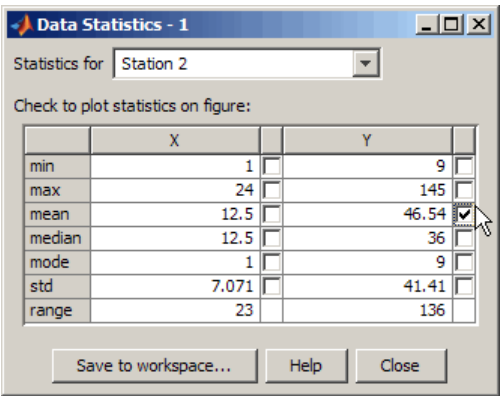 Data Statistics - 1
Statistics for Station 2
Check to plot statistics on figure:
X Y
min 1 9
max 24 145
mean 12.5 46.54
median 12.5 36
mode 1 9
std 7.071 41.41
range 23 136
Save to workspace... Help Close